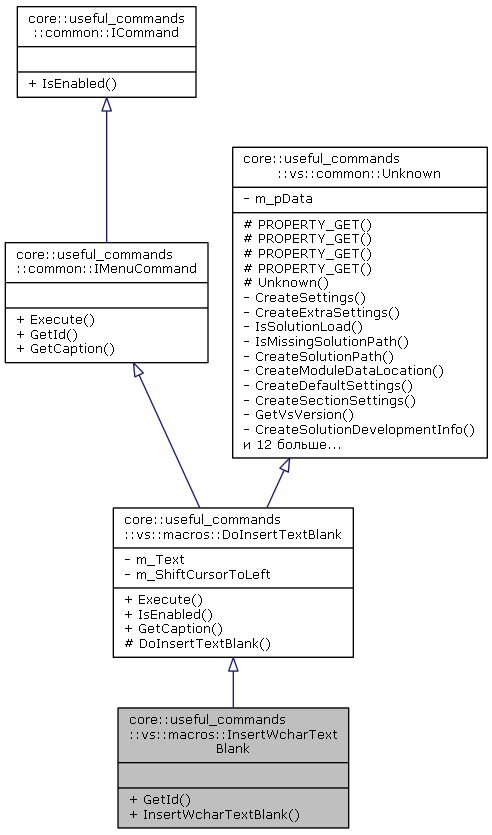 core::useful_commands
::common::ICommand
+ IsEnabled()
core::useful_commands
::vs::common::Unknown
- m_pData
# PROPERTY_GET()
# PROPERTY_GET()
# PROPERTY_GET()
# PROPERTY_GET()
# Unknown()
- CreateSettings()
- CreateExtraSettings()
- IsSolutionLoad()
- IsMissingSolutionPath()
- CreateSolutionPath()
- CreateModuleDataLocation()
- CreateDefaultSettings()
- CreateSectionSettings()
- GetVsVersion()
- CreateSolutionDevelopmentInfo()
и 12 больше...
core::useful_commands
::common::IMenuCommand
+ Execute()
+ GetId()
+ GetCaption()
core::useful_commands
::vs::macros::DoInsertTextBlank
- m_Text
- m_ShiftCursorToLeft
+ Execute()
+ IsEnabled()
+ GetCaption()
# DoInsertTextBlank()
core::useful_commands
::vs::macros::InsertWcharText
Blank
+ GetId()
+ InsertWcharTextBlank()